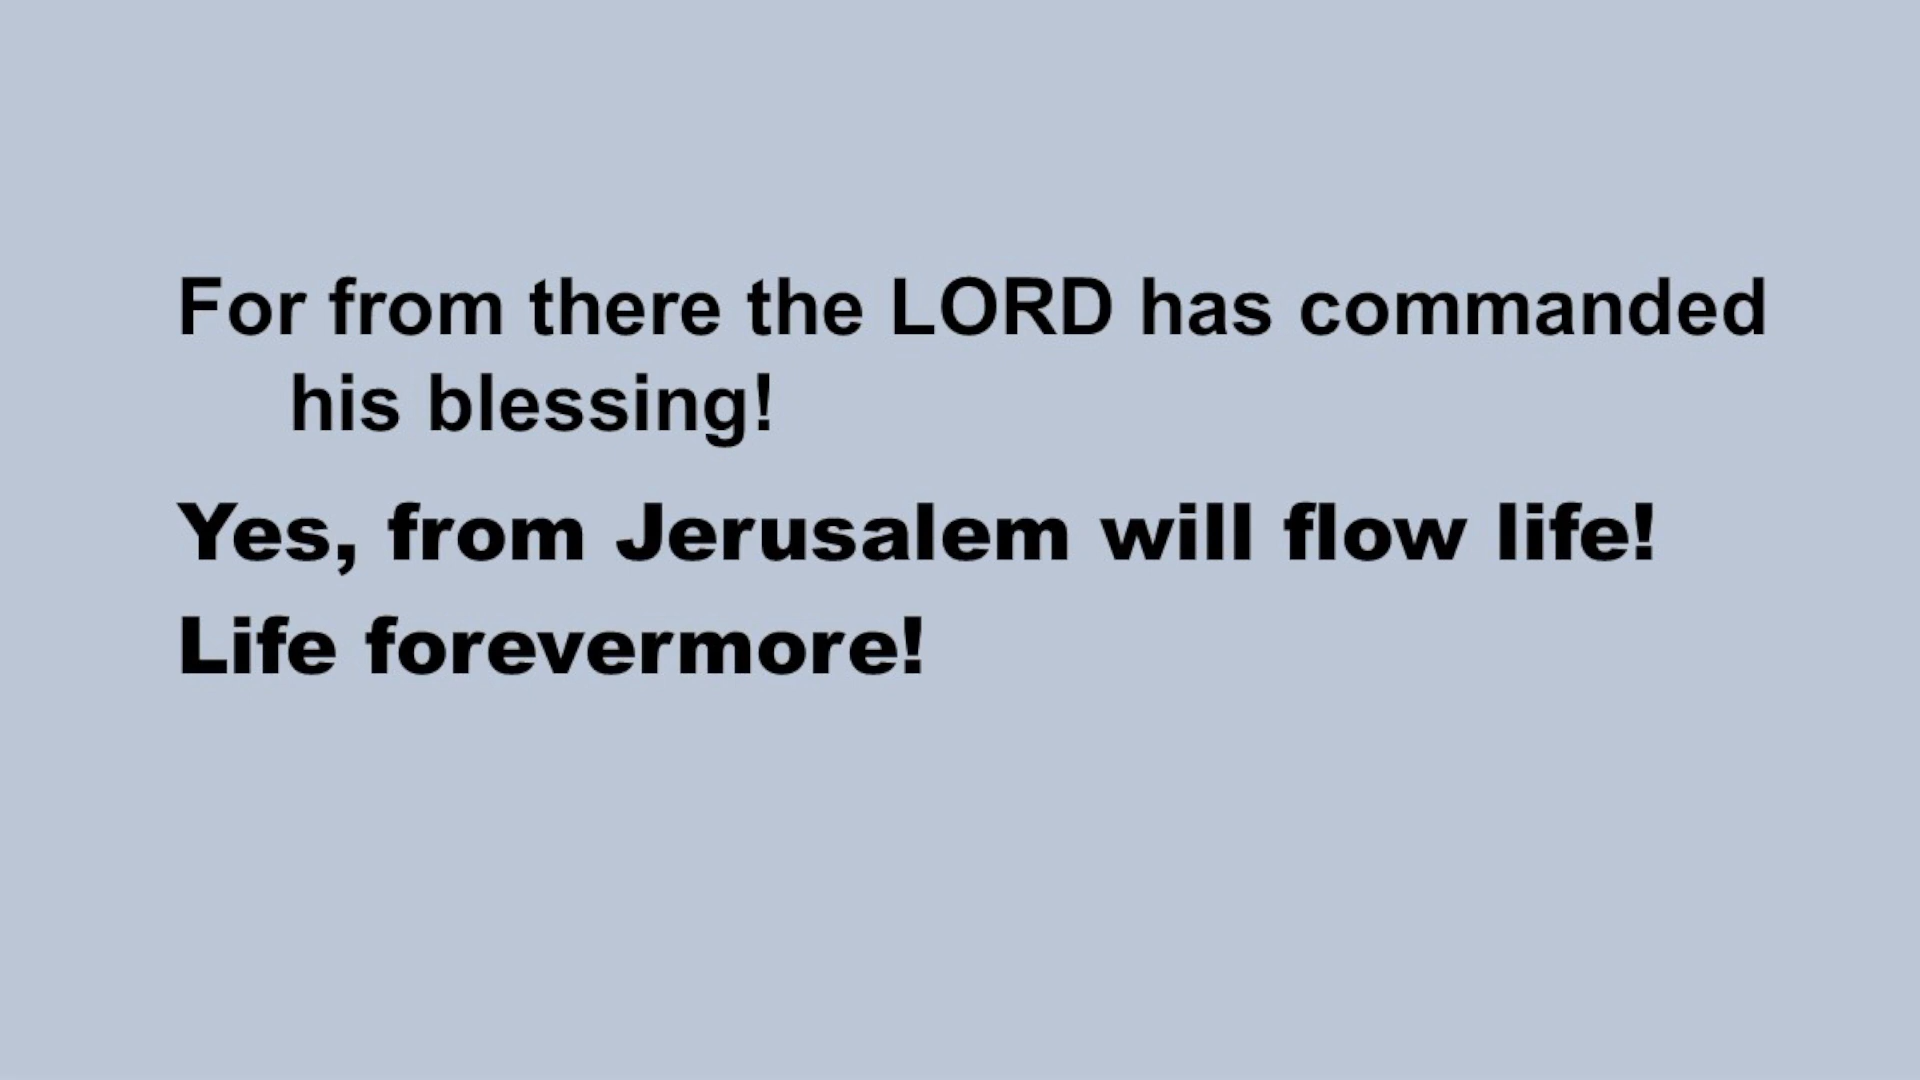 For from there the LORD has commanded
his blessing!
Yes, from Jerusalem will flow life!
Life forevermore!